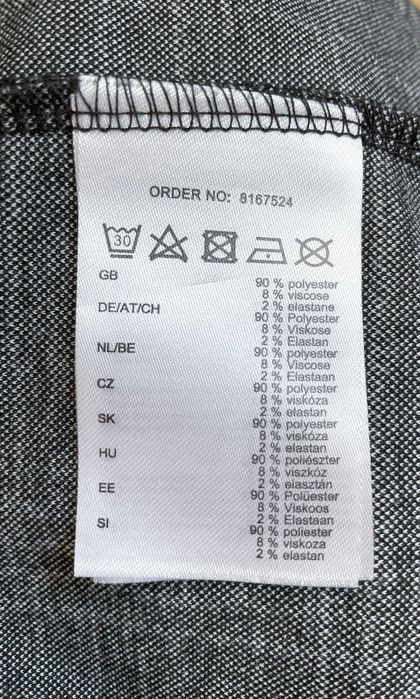 ORDER NO: 8167524
30
GB
90 % polyester
8 % viscose
2 % elastane
DE/AT/CH
90 % Polyester
8 % Viskose
2 % Elastan
NL/BE
90 % polyester
8 % Viscose
2 % Elastaan
CZ
90 % polyester
8 % viskóza
2 % elastan
SK
90 % polyester
8 % viskóza
2 % elastan
HU
90 % poliészter
8 % viszkóz
2 % elasztán
EE
90 % Polüester
8 % Viskoos
2 % Elastaan
SI
90 % poliester
8 % viskoza
2 % elastan